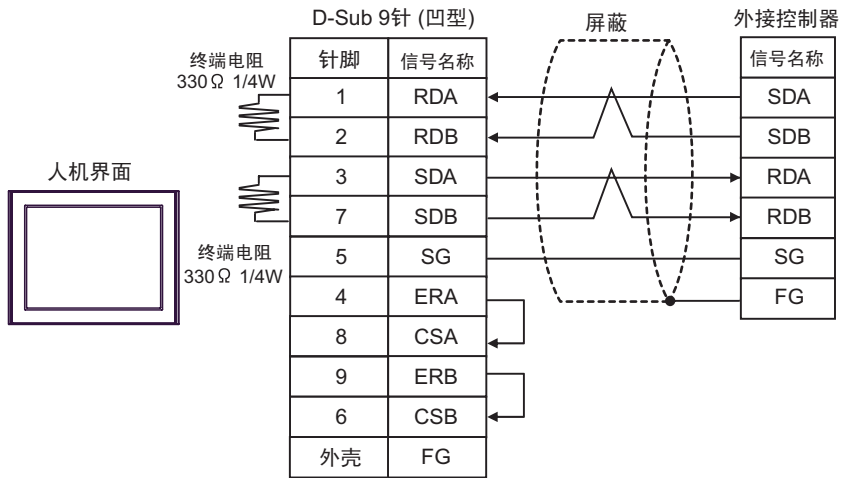 D-Sub 9针 (凹型)
屏蔽
外接控制器
终端电阻
330Ω 1/4W
针脚 信号名称
信号名称
1 RDA
SDA
2 RDB
SDB
人机界面
3 SDA
RDA
7 SDB
RDB
终端电阻
330Ω 1/4W
5 SG
SG
4 ERA
FG
8 CSA
9 ERB
6 CSB
外壳 FG